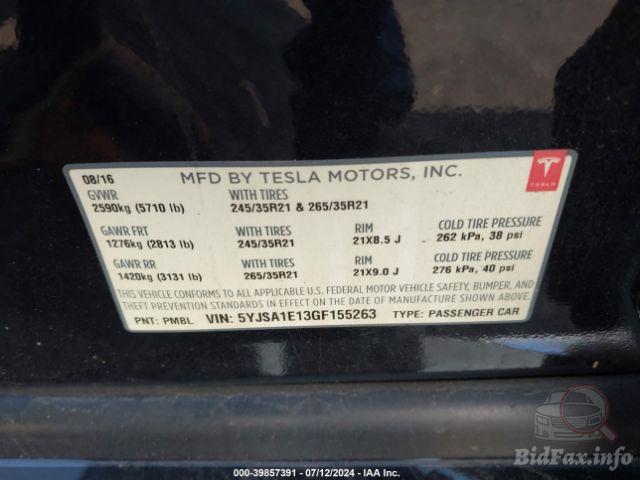 08/16 MFD BY TESLA MOTORS, INC.
TESLA
GVWR WITH TIRES
2590kg (5710 lb) 245/35R21 & 265/35R21
GAWR FRT WITH TIRES RIM COLD TIRE PRESSURE
1276kg (2813 lb) 245/35R21 21X8.5 J 262 kPa, 38 psi
GAWR RR WITH TIRES RIM COLD TIRE PRESSURE
1420kg (3131 lb) 265/35R21 21X9.0 J 276 kPa, 40 psi
THIS VEHICLE CONFORMS TO ALL APPLICABLE U.S. FEDERAL MOTOR VEHICLE SAFETY, BUMPER, AND
THEFT PREVENTION STANDARDS IN EFFECT ON THE DATE OF MANUFACTURE SHOWN ABOVE.
PNT: PMBL VIN: 5YJSA1E13GF155263 TYPE: PASSENGER CAR
BidFax.info
000-39857391 - 07/12/2024 - IAA Inc.